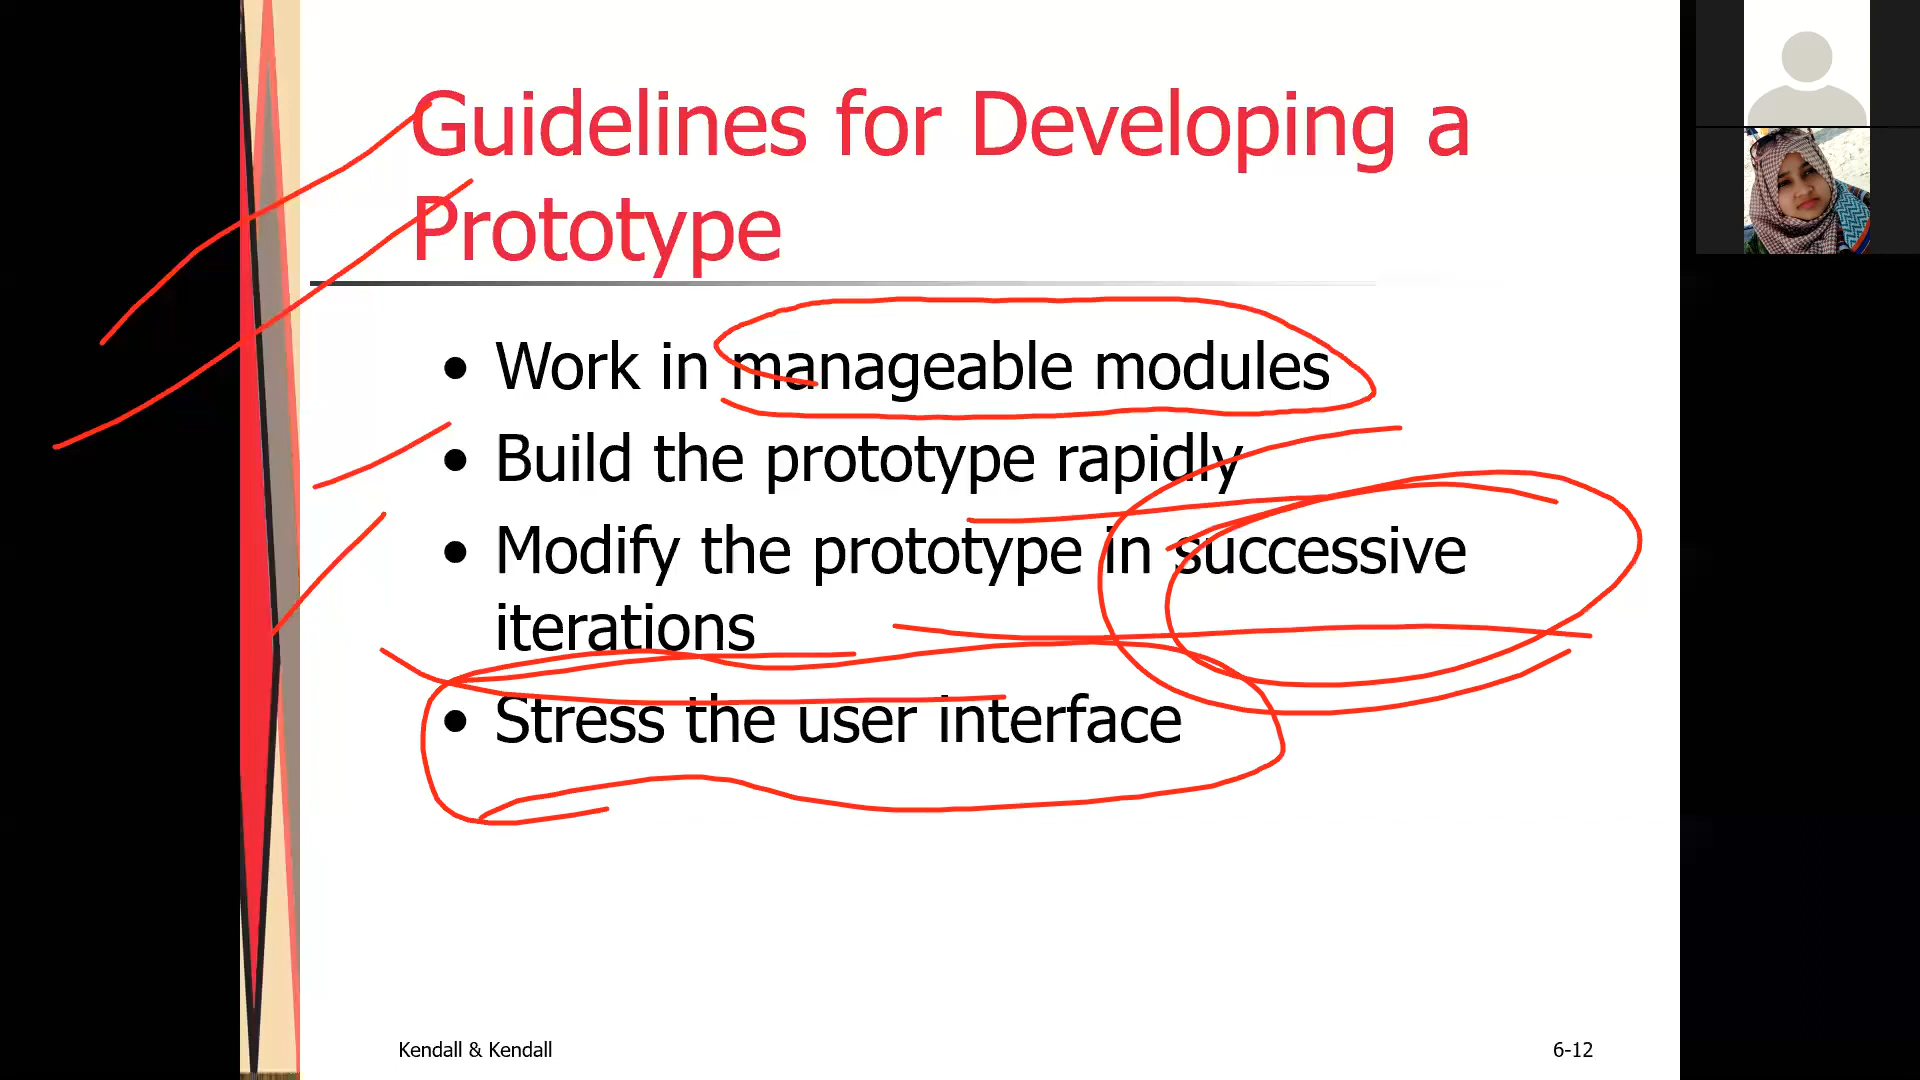 Guidelines for Developing a
Prototype
• Work in manageable modules
• Build the prototype rapidly
• Modify the prototype in successive
iterations
• Stress the user interface
Kendall & Kendall
6-12